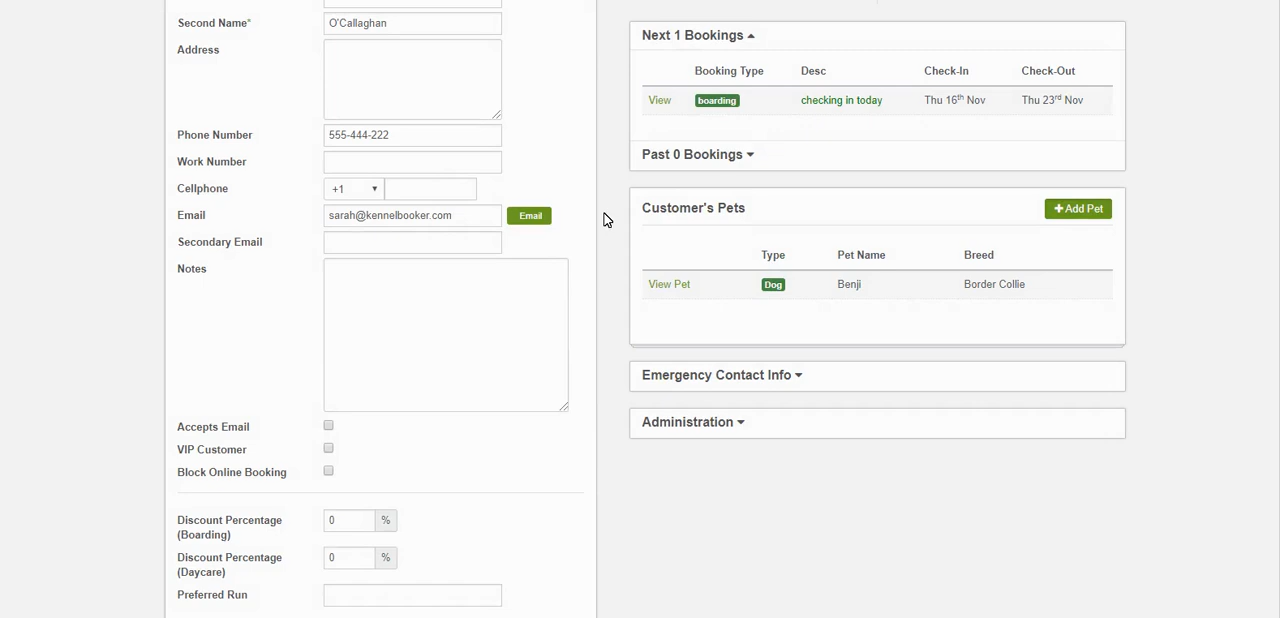 Second Name* O'Callaghan
Address
Phone Number 555-444-222
Work Number
Cellphone +1
Email sarah@kennelbooker.com Email
Secondary Email
Notes
Accepts Email
VIP Customer
Block Online Booking
Discount Percentage (Boarding) 0 %
Discount Percentage (Daycare) 0 %
Preferred Run
Next 1 Bookings
Booking Type Desc Check-In Check-Out
View boarding checking in today Thu 16th Nov Thu 23rd Nov
Past 0 Bookings
Customer's Pets + Add Pet
Type Pet Name Breed
View Pet Dog Benji Border Collie
Emergency Contact Info
Administration